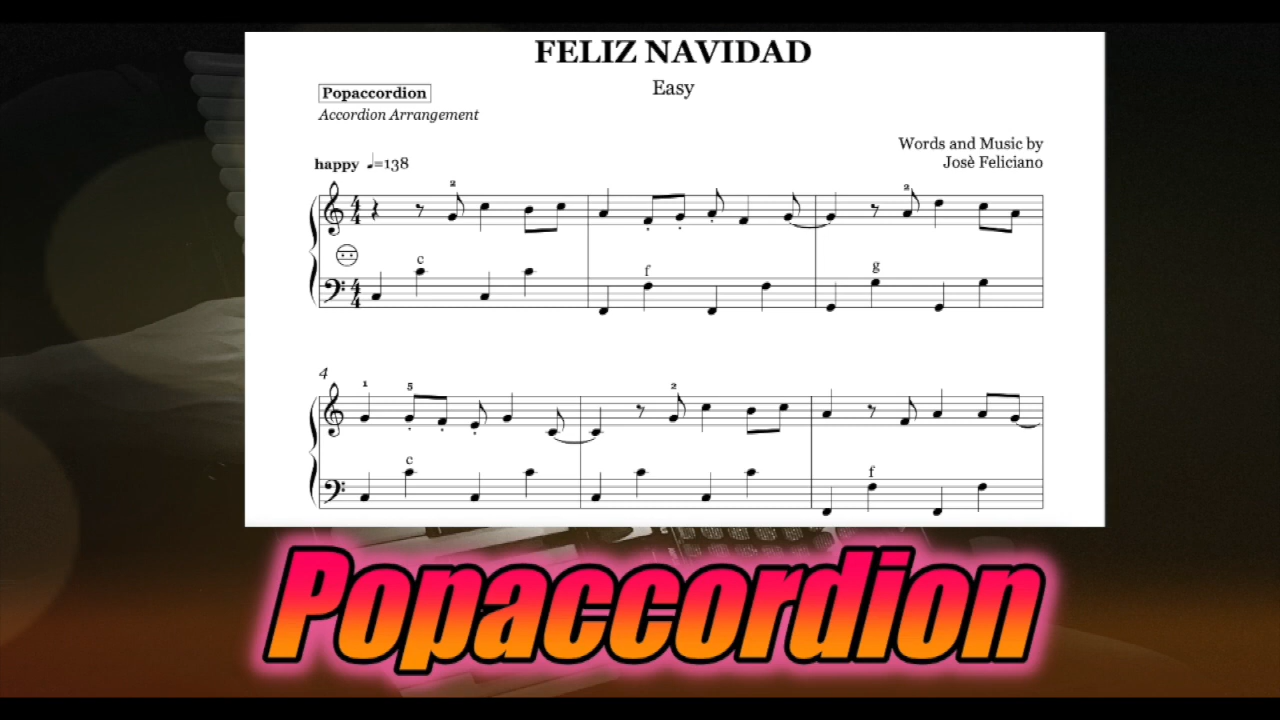 FELIZ NAVIDAD
Easy
Popaccordion
Accordion Arrangement
Words and Music by
Josè Feliciano
happy ♩=138
2
2
c
f
g
4
1
5
2
c
f
Popaccordion